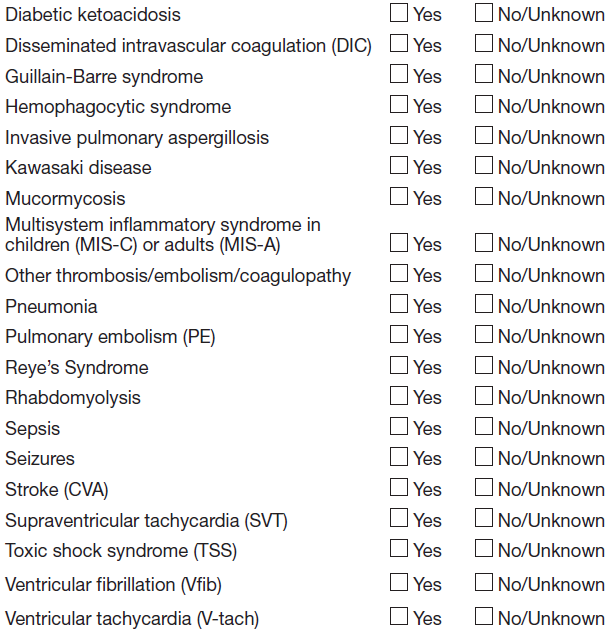 Diabetic ketoacidosis Yes No/Unknown
Disseminated intravascular coagulation (DIC) Yes No/Unknown
Guillain-Barre syndrome Yes No/Unknown
Hemophagocytic syndrome Yes No/Unknown
Invasive pulmonary aspergillosis Yes No/Unknown
Kawasaki disease Yes No/Unknown
Mucormycosis Yes No/Unknown
Multisystem inflammatory syndrome in
children (MIS-C) or adults (MIS-A) Yes No/Unknown
Other thrombosis/embolism/coagulopathy Yes No/Unknown
Pneumonia Yes No/Unknown
Pulmonary embolism (PE) Yes No/Unknown
Reye’s Syndrome Yes No/Unknown
Rhabdomyolysis Yes No/Unknown
Sepsis Yes No/Unknown
Seizures Yes No/Unknown
Stroke (CVA) Yes No/Unknown
Supraventricular tachycardia (SVT) Yes No/Unknown
Toxic shock syndrome (TSS) Yes No/Unknown
Ventricular fibrillation (Vfib) Yes No/Unknown
Ventricular tachycardia (V-tach) Yes No/Unknown